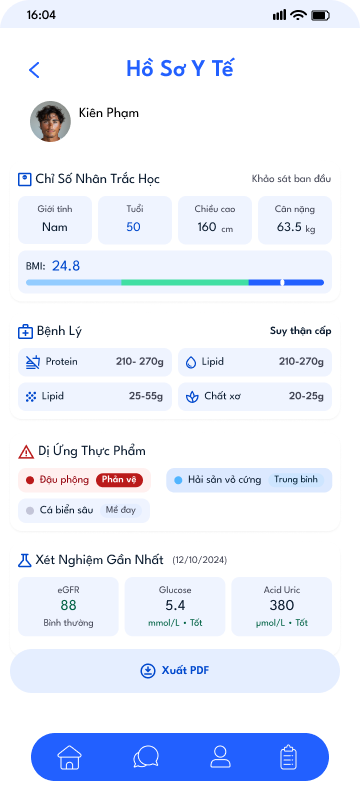 16:04
Hồ Sơ Y Tế
Kiên Phạm
Chỉ Số Nhân Trắc Học Khảo sát ban đầu
Giới tính Tuổi Chiều cao Cân nặng
Nam 50 160 cm 63.5 kg
BMI: 24.8
Bệnh Lý Suy thận cấp
Protein 210- 270g Lipid 210-270g
Lipid 25-55g Chất xơ 20-25g
Dị Ứng Thực Phẩm
Đậu phộng Phản vệ Hải sản vỏ cứng Trung bình
Cá biển sâu Mề đay
Xét Nghiệm Gần Nhất (12/10/2024)
eGFR Glucose Acid Uric
88 5.4 380
Bình thường mmol/L • Tốt µmol/L • Tốt
Xuất PDF